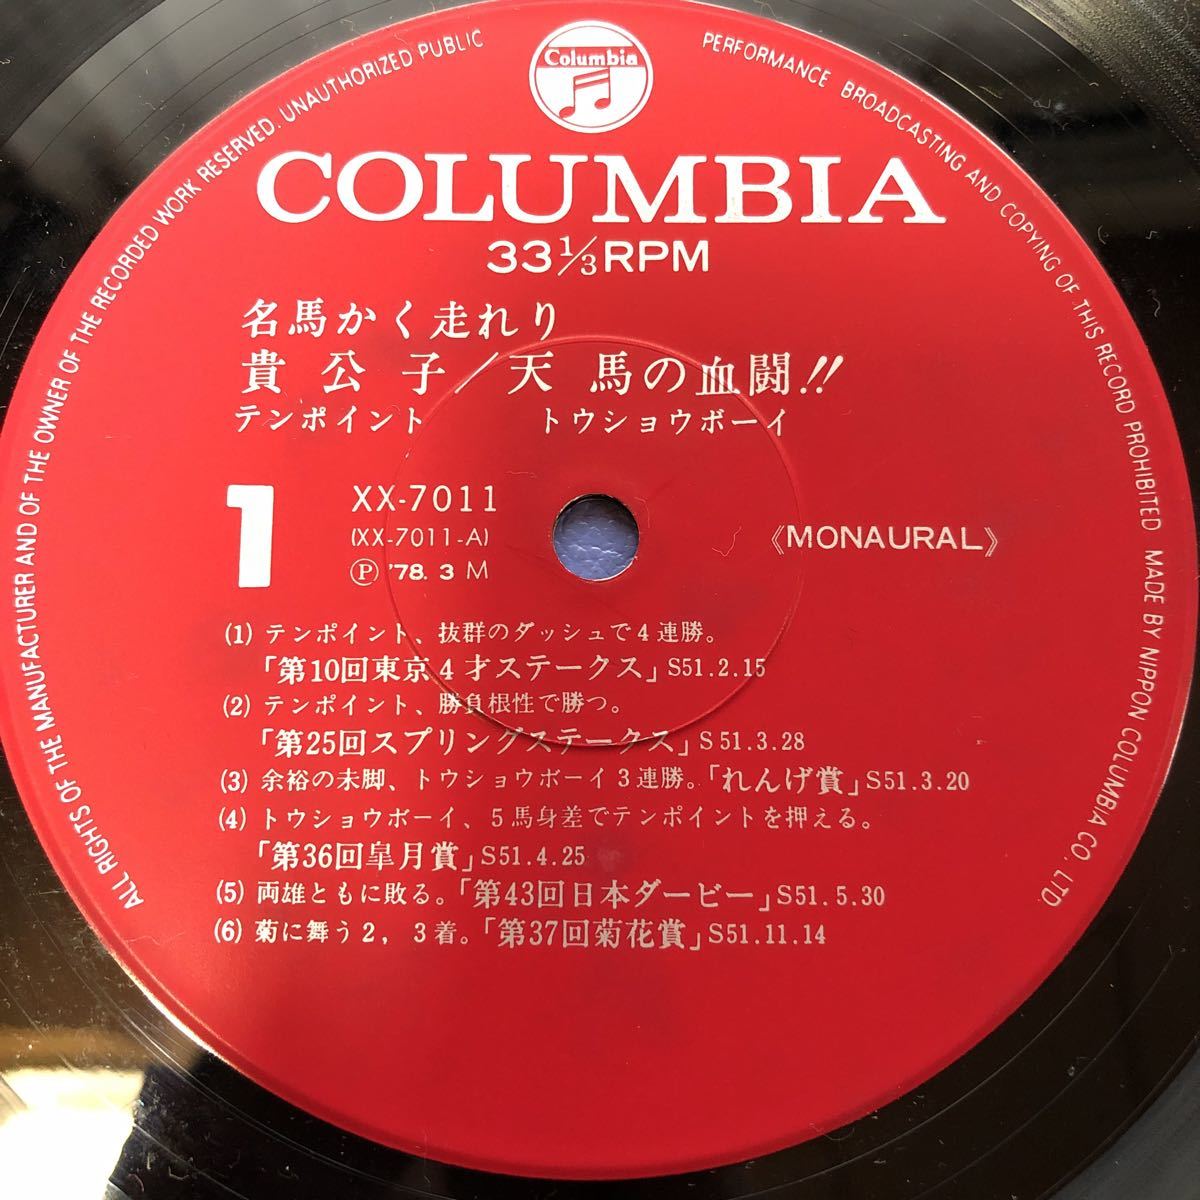 Columbia
COLUMBIA
33 1/3 RPM
名馬かく走れり
貴公子／天馬の血闘!!
テンポイント トウショウボーイ
1
XX-7011
(XX-7011-A)
Ⓟ '78. 3 M
《MONAURAL》
(1) テンポイント、抜群のダッシュで4連勝。
「第10回東京4才ステークス」S51.2.15
(2) テンポイント、勝負根性で勝つ。
「第25回スプリングステークス」S51.3.28
(3) 余裕の末脚、トウショウボーイ3連勝。「れんげ賞」S51.3.20
(4) トウショウボーイ、5馬身差でテンポイントを押える。
「第36回皐月賞」S51.4.25
(5) 両雄ともに敗る。「第43回日本ダービー」S51.5.30
(6) 菊に舞う2, 3着。「第37回菊花賞」S51.11.14
ALL RIGHTS OF THE MANUFACTURER AND OF THE OWNER OF THE RECORDED WORK RESERVED. UNAUTHORIZED PUBLIC PERFORMANCE BROADCASTING AND COPYING OF THIS RECORD PROHIBITED MADE BY NIPPON COLUMBIA CO., LTD.